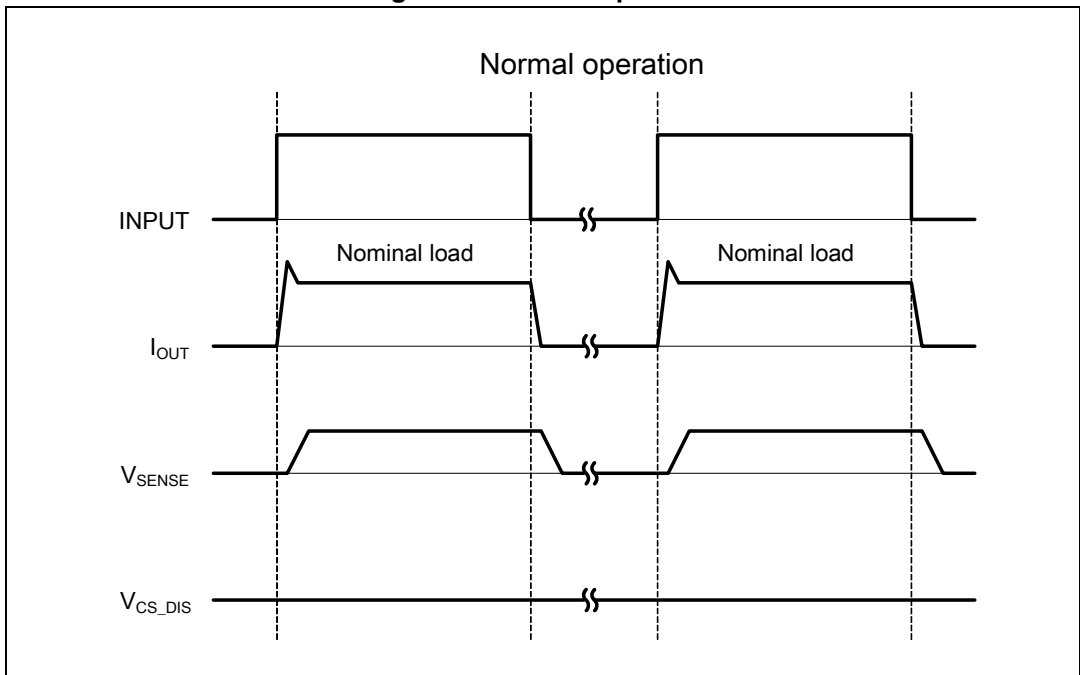 Normal operation
INPUT
Nominal load Nominal load
IOUT
VSENSE
VCS_DIS